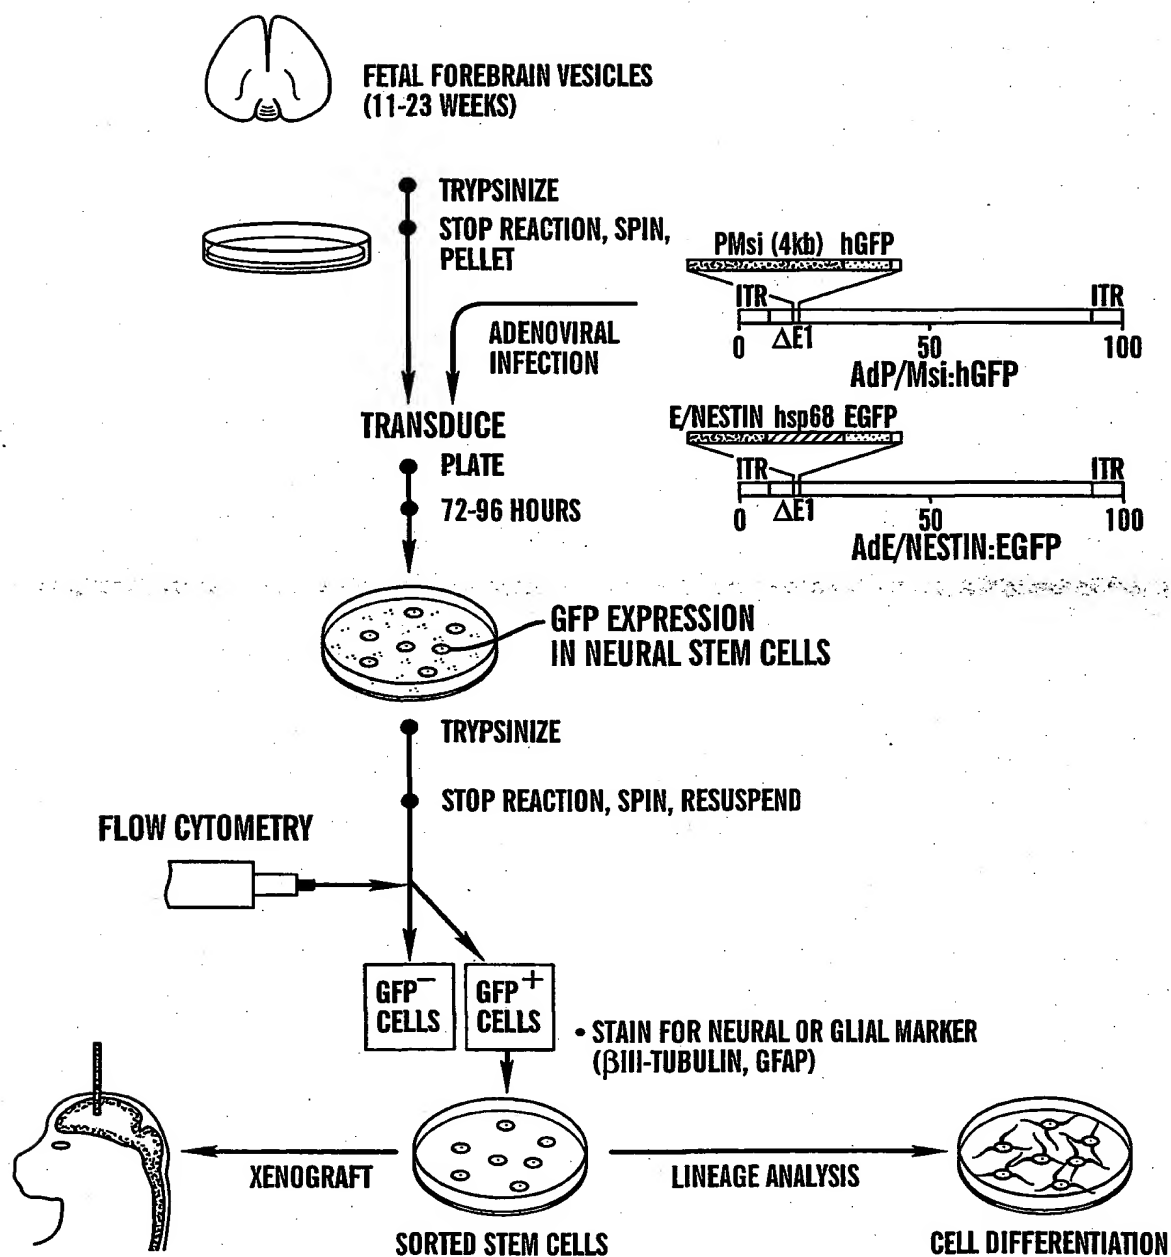 FETAL FOREBRAIN VESICLES
(11-23 WEEKS)
TRYPSINIZE
STOP REACTION, SPIN,
PELLET
ADENOVIRAL
INFECTION
PMsi (4kb) hGFP
ITR ITR
ΔE1
0 50 100
AdP/Msi:hGFP
TRANSDUCE
PLATE
72-96 HOURS
E/NESTIN hsp68 EGFP
ITR ITR
ΔE1
0 50 100
AdE/NESTIN:EGFP
GFP EXPRESSION
IN NEURAL STEM CELLS
TRYPSINIZE
STOP REACTION, SPIN, RESUSPEND
FLOW CYTOMETRY
GFP⁻
CELLS
GFP⁺
CELLS
• STAIN FOR NEURAL OR GLIAL MARKER
(βIII-TUBULIN, GFAP)
XENOGRAFT
LINEAGE ANALYSIS
SORTED STEM CELLS
CELL DIFFERENTIATION